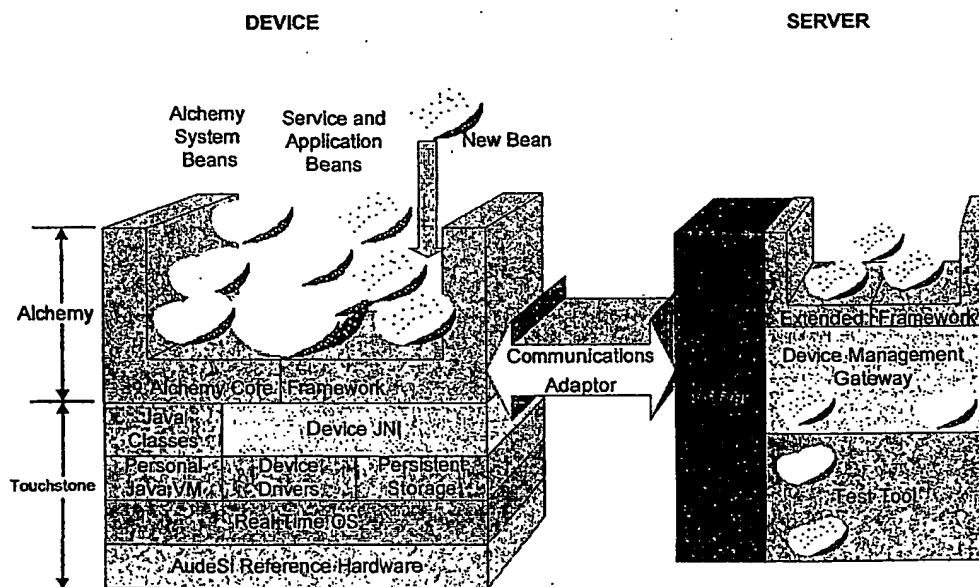 DEVICE
SERVER
Alchemy
System
Beans
Service and
Application
Beans
New Bean
Alchemy
Communications
Adaptor
Extended Framework
Device Management
Gateway
Alchemy Core Framework
Java
Classes
Device JNI
Touchstone
Personal
Java VM
Device
Drivers
Persistent
Storage
Test Tool
Real Time OS
AudeSI Reference Hardware